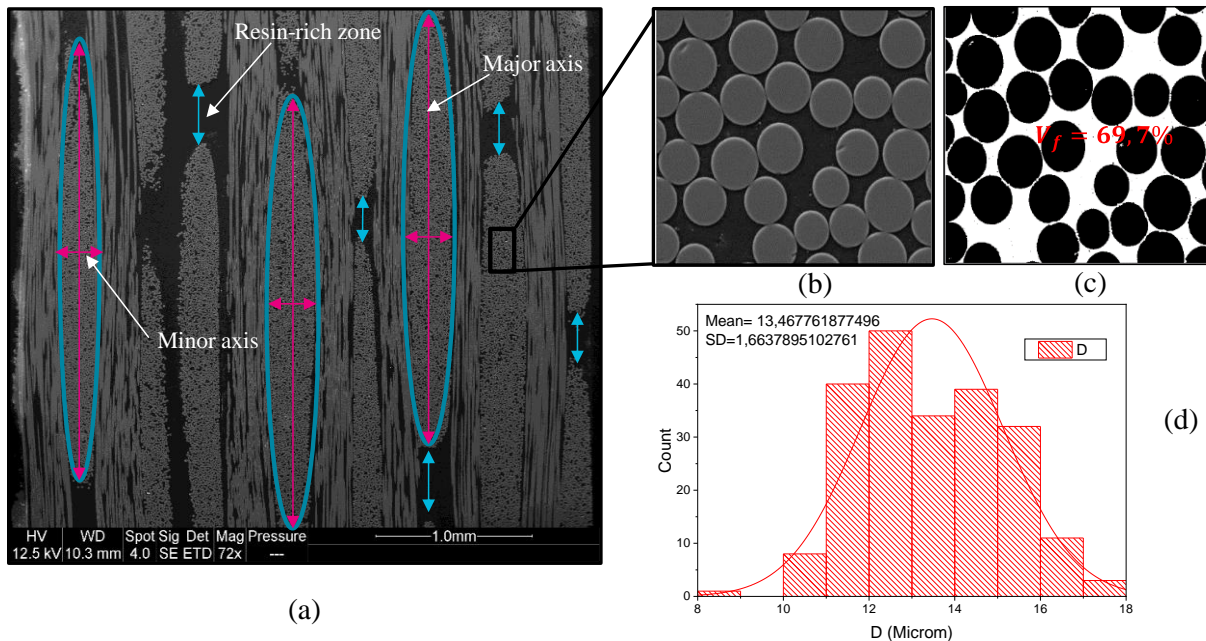 Resin-rich zone
Major axis
Minor axis
HV WD Spot Sig Det Mag Pressure
12.5 kV 10.3 mm 4.0 SE ETD 72x --- 1.0mm
(a)
(b)
V_f = 69,7%
(c)
Mean= 13,467761877496
SD=1,6637895102761
D
50
40
30
20
10
0
Count
8 10 12 14 16 18
D (Microm)
(d)